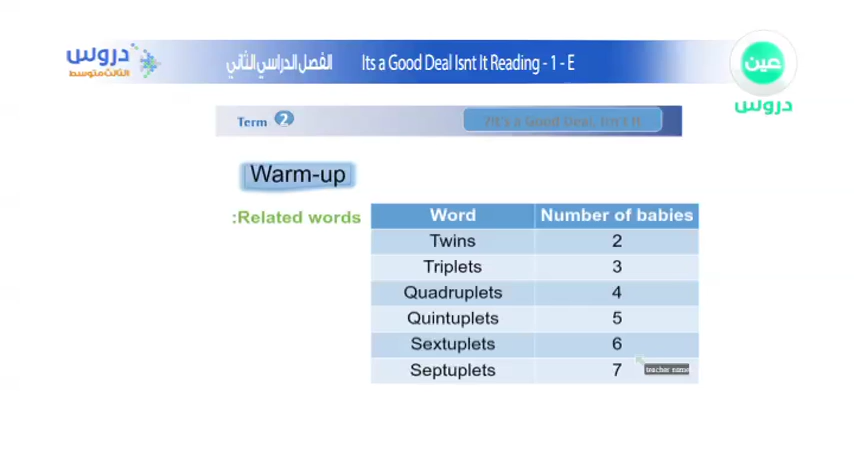 دروس
الثالث متوسط
الفصل الدراسي الثاني
Its a Good Deal Isnt It Reading - 1 - E
عين
دروس
Term 2
?It's a Good Deal, Isn't It
Warm-up
:Related words
Word Number of babies
Twins 2
Triplets 3
Quadruplets 4
Quintuplets 5
Sextuplets 6
Septuplets 7
teacher name